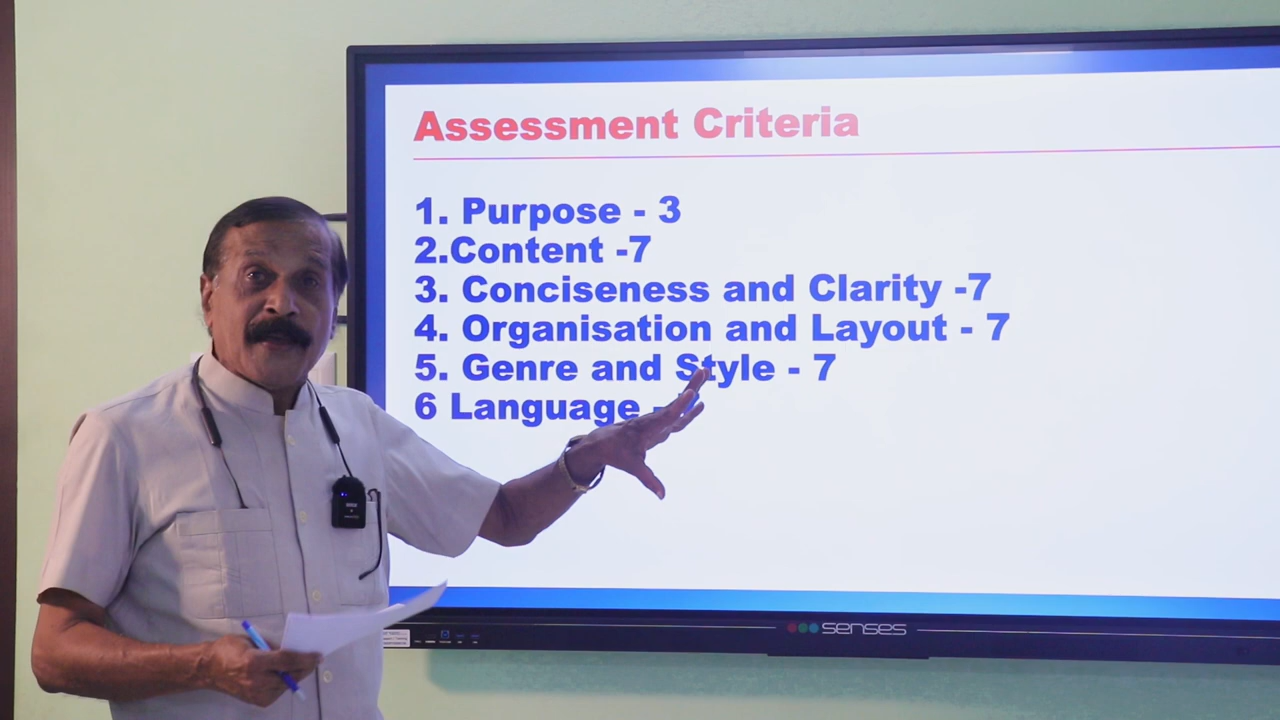 Assessment Criteria
1. Purpose - 3
2.Content -7
3. Conciseness and Clarity -7
4. Organisation and Layout - 7
5. Genre and Style - 7
6 Language -
senses